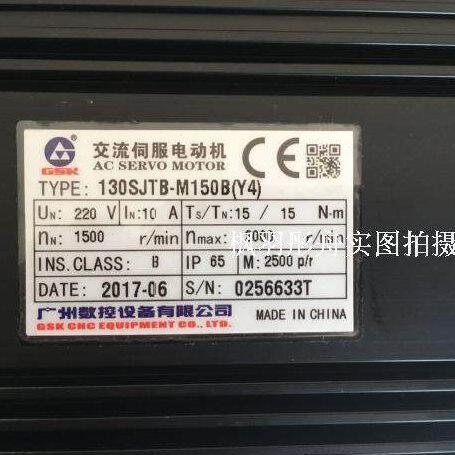 GSK 交流伺服电动机 CE
AC SERVO MOTOR
TYPE: 130SJTB-M150B(Y4)
UN: 220 V IN:10 A TS/TN:15 / 15 N·m
nN: 1500 r/min nmax: r/min
实图拍摄
INS.CLASS: B IP 65 M: 2500 p/r
DATE: 2017-06 S/N: 0256633T
广州数控设备有限公司
GSK CNC EQUIPMENT CO., LTD. MADE IN CHINA